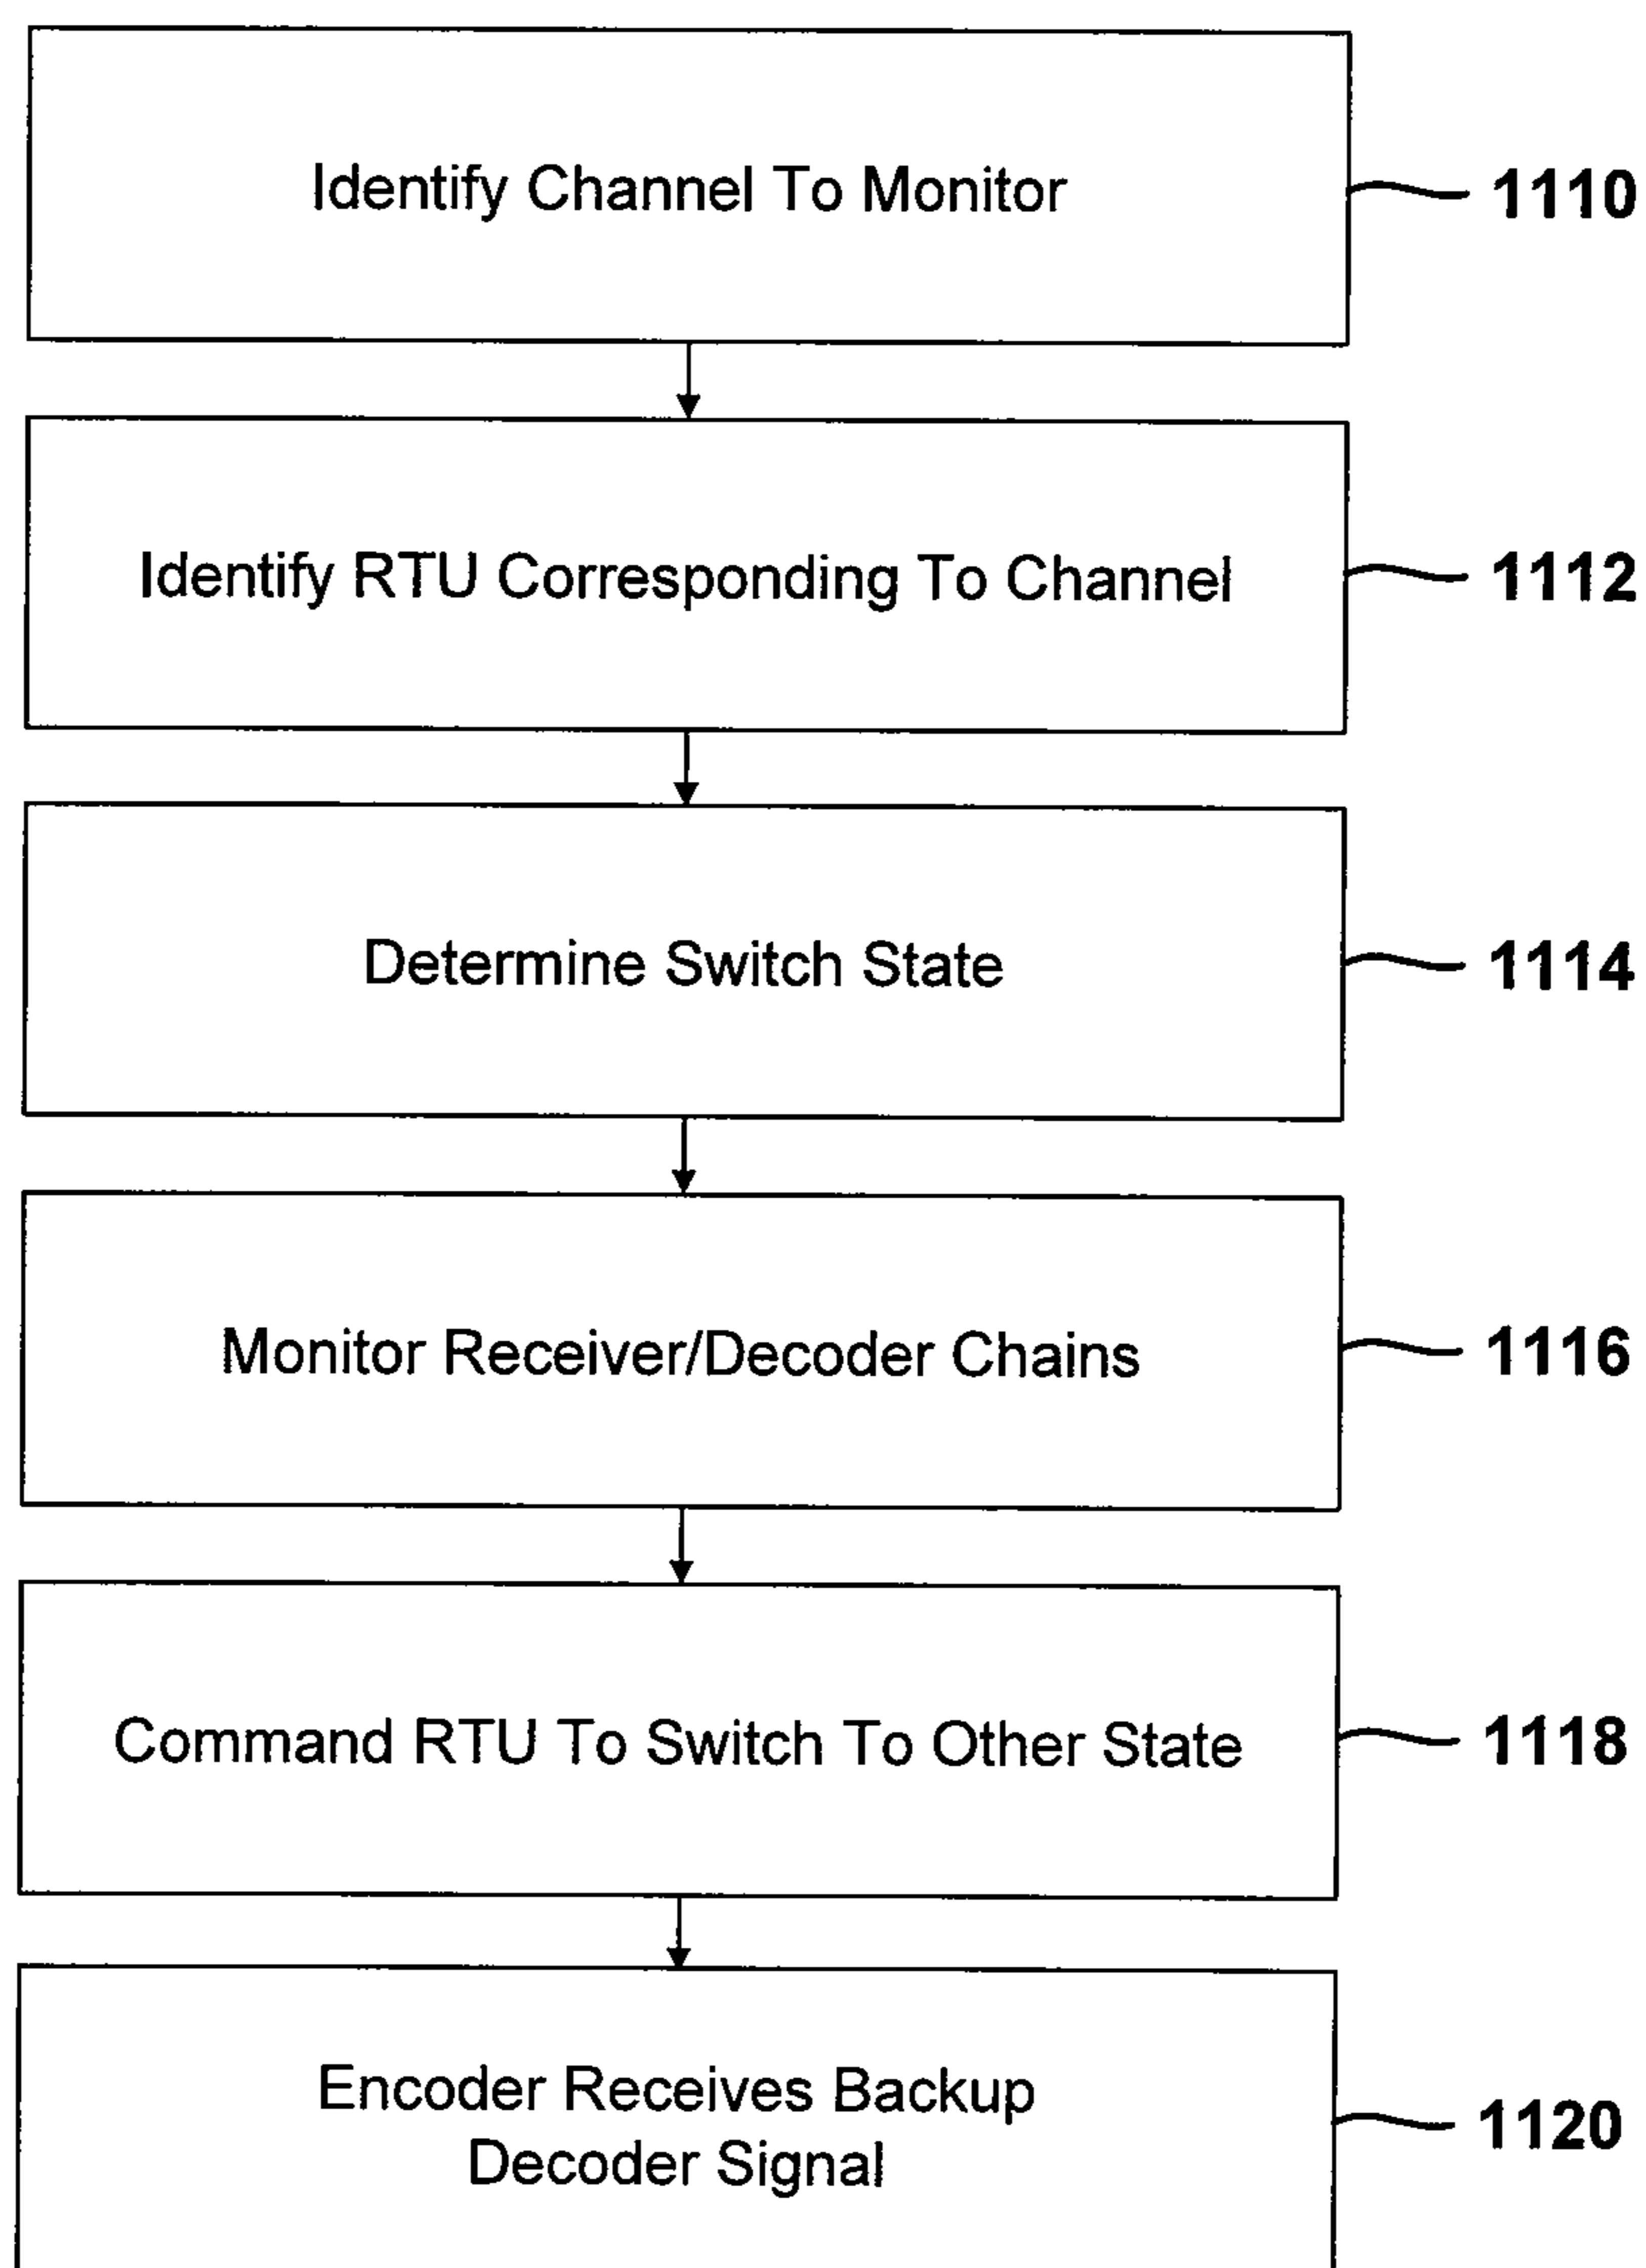 Identify Channel To Monitor
1110
Identify RTU Corresponding To Channel
1112
Determine Switch State
1114
Monitor Receiver/Decoder Chains
1116
Command RTU To Switch To Other State
1118
Encoder Receives Backup
Decoder Signal
1120